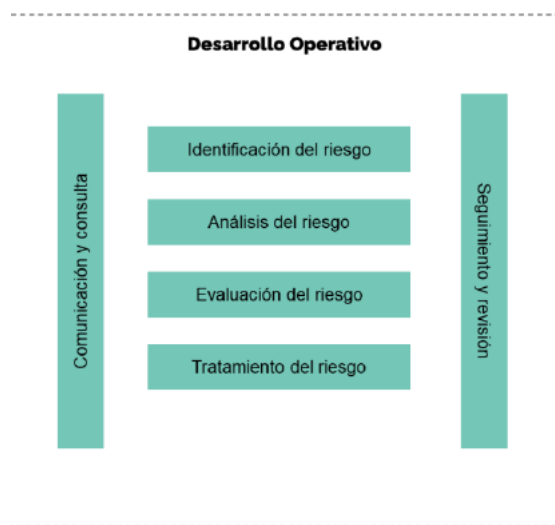 Desarrollo Operativo
Comunicación y consulta
Identificación del riesgo
Análisis del riesgo
Evaluación del riesgo
Tratamiento del riesgo
Seguimiento y revisión